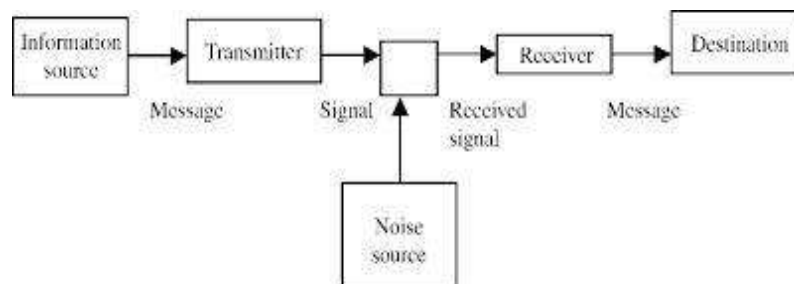 Information
source
Transmitter
Receiver
Destination
Message
Signal
Received
signal
Message
Noise
source